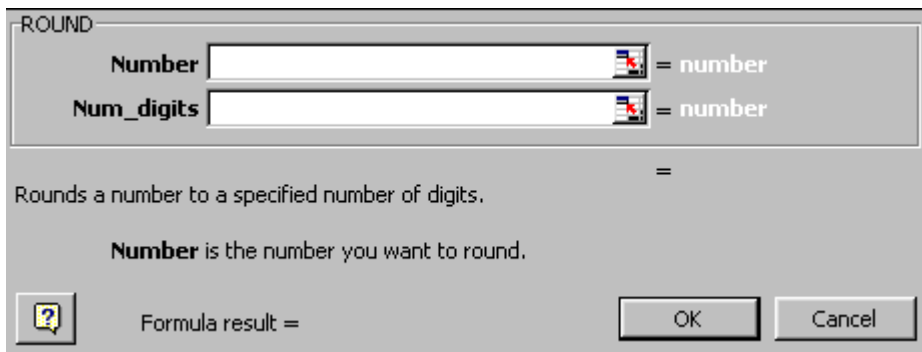 ROUND
Number = number
Num_digits = number
=
Rounds a number to a specified number of digits.
Number is the number you want to round.
? Formula result = OK Cancel